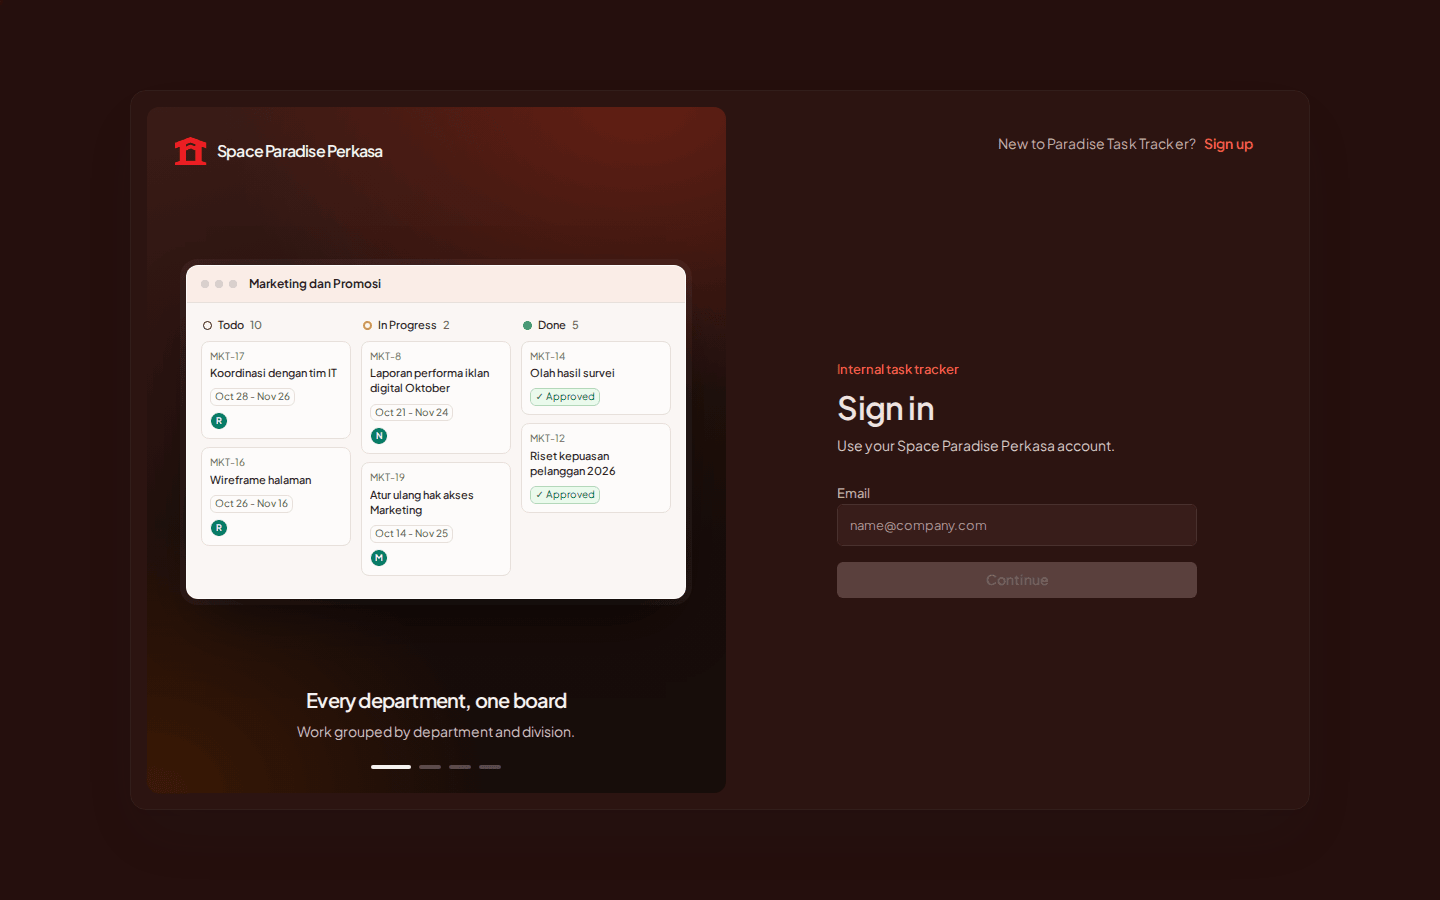 Space Paradise Perkasa
New to Paradise Task Tracker? Sign up
Marketing dan Promosi
Todo 10
MKT-17
Koordinasi dengan tim IT
Oct 28 - Nov 26
R
MKT-16
Wireframe halaman
Oct 26 - Nov 16
R
In Progress 2
MKT-8
Laporan performa iklan
digital Oktober
Oct 21 - Nov 24
N
MKT-19
Atur ulang hak akses
Marketing
Oct 14 - Nov 25
M
Done 5
MKT-14
Olah hasil survei
✓ Approved
MKT-12
Riset kepuasan
pelanggan 2026
✓ Approved
Every department, one board
Work grouped by department and division.
Internal task tracker
Sign in
Use your Space Paradise Perkasa account.
Email
name@company.com
Continue